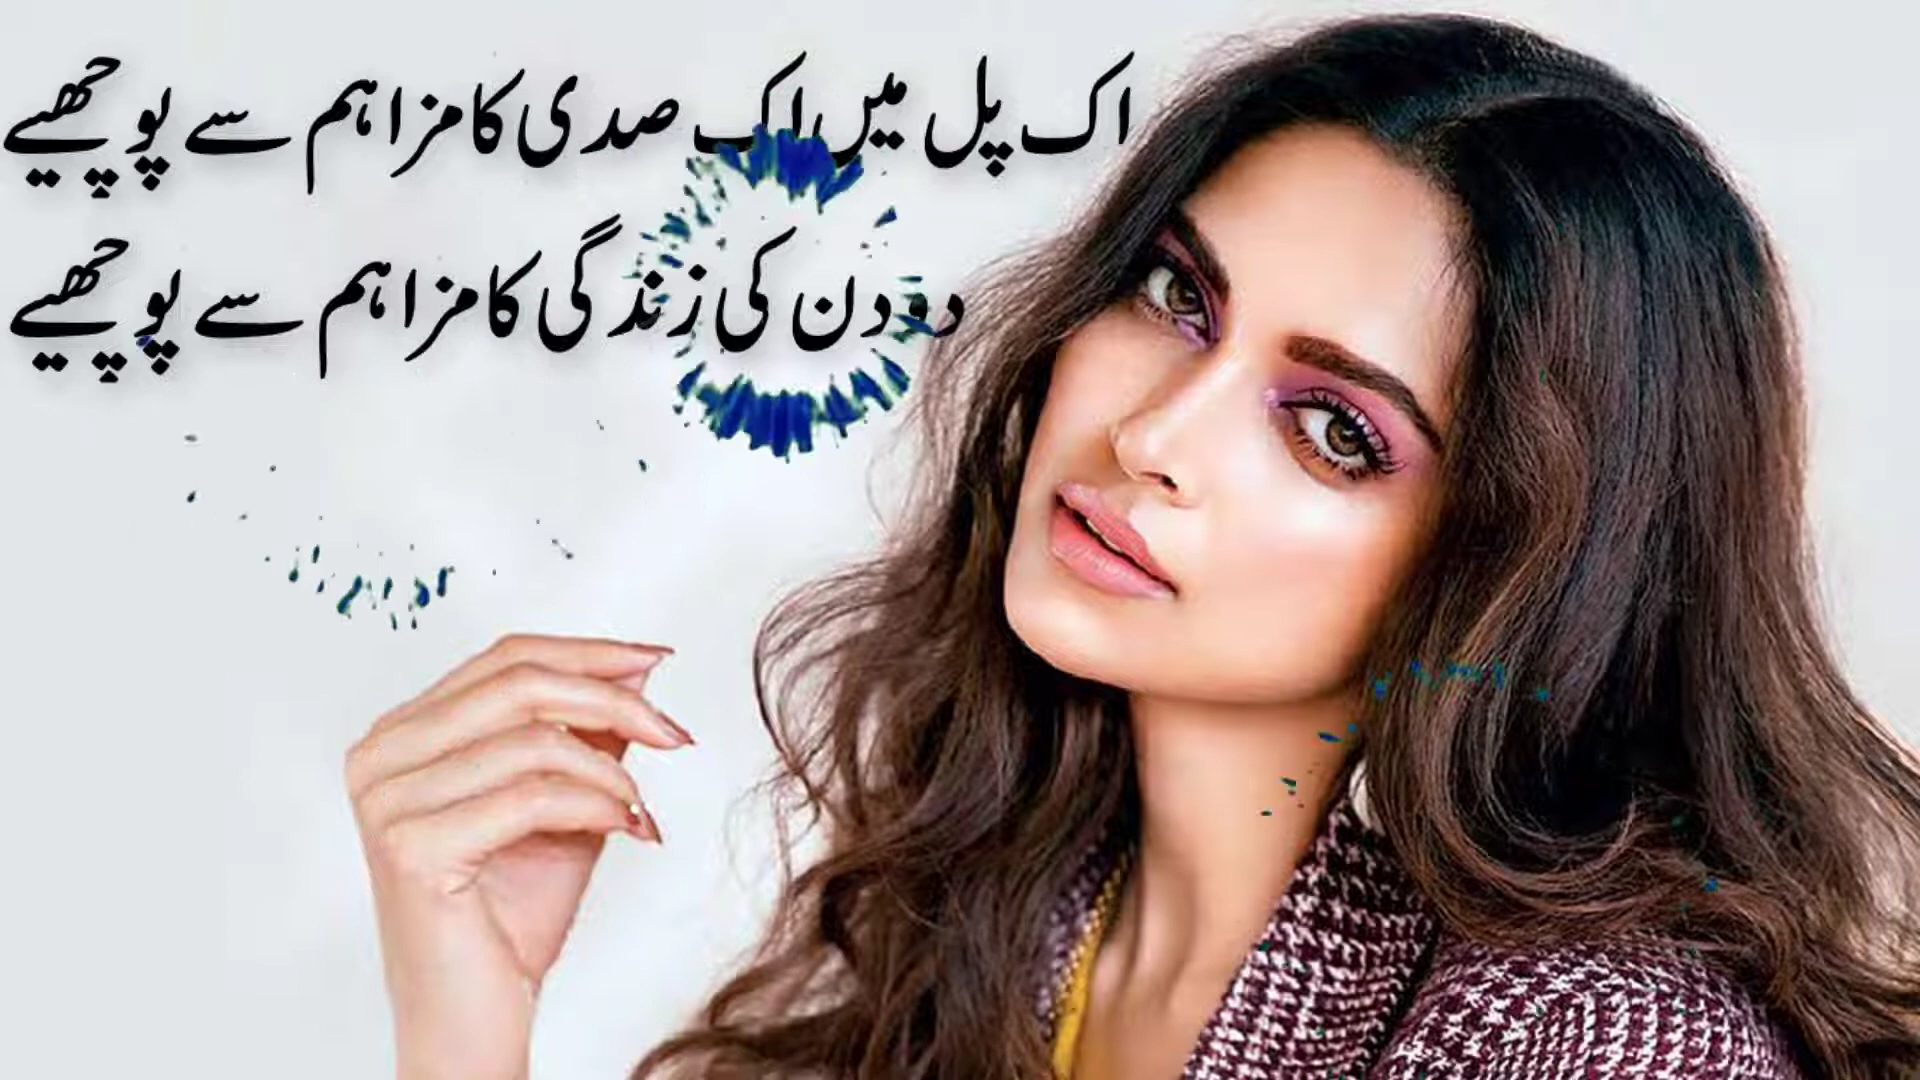 اک پل میں اک صدی کا مزا ہم سے پوچھیے
دو دن کی زندگی کا مزا ہم سے پوچھیے